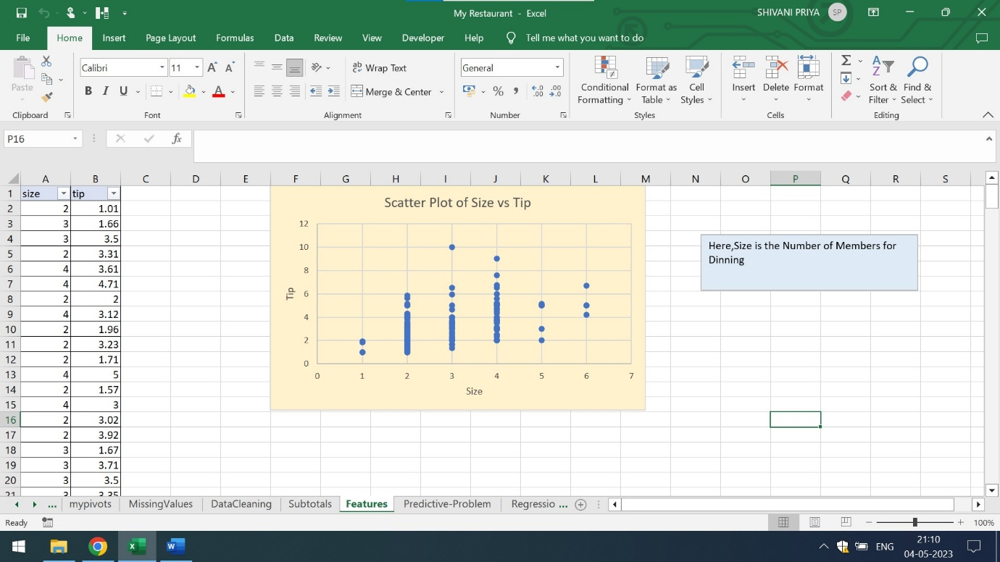 My Restaurant - Excel
SHIVANI PRIYA SP
File Home Insert Page Layout Formulas Data Review View Developer Help Tell me what you want to do
Paste
Calibri 11 A A
B I U A
ab Wrap Text
Merge & Center
General
% ,
Conditional Formatting
Format as Table
Cell Styles
Insert Delete Format
Sort & Filter
Find & Select
Clipboard Font Alignment Number Styles Cells Editing
P16 fx
A B C D E F G H I J K L M N O P Q R S
1 size tip
2 2 1.01
3 3 1.66
4 3 3.5
5 2 3.31
6 4 3.61
7 4 4.71
8 2 2
9 4 3.12
10 2 1.96
11 2 3.23
12 2 1.71
13 4 5
14 2 1.57
15 4 3
16 2 3.02
17 2 3.92
18 3 1.67
19 3 3.71
20 3 3.5
21 3 3.35
Scatter Plot of Size vs Tip
12
10
8
6
4
2
0
Tip
0 1 2 3 4 5 6 7
Size
Here,Size is the Number of Members for
Dinning
... mypivots MissingValues DataCleaning Subtotals Features Predictive-Problem Regressio ...
Ready
100%
ENG
21:10
04-05-2023